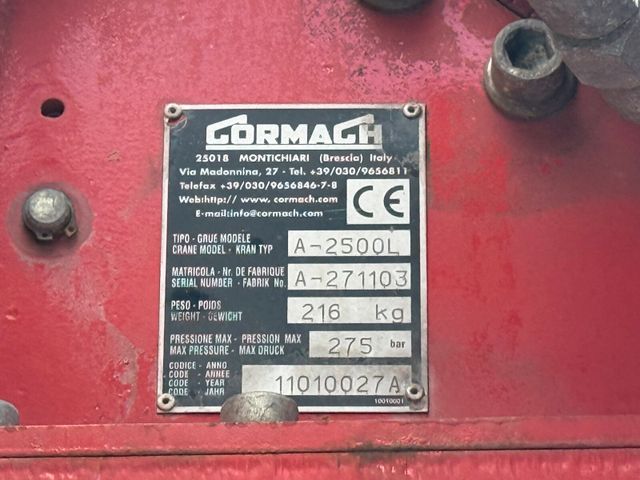 CORMACH
25018 MONTICHIARI (Brescia) Italy
Via Madonnina, 27 - Tel. +39/030/9656811
Telefax +39/030/9656846-7-8
Web:http// www. cormach.com
E-mail:info@cormach.com
CE
TIPO - GRUE MODELE
CRANE MODEL - KRAN TYP
A-2500L
MATRICOLA - Nr. DE FABRIQUE
SERIAL NUMBER - FABRIK No.
A-271103
PESO - POIDS
WEIGHT - GEWICHT
216 kg
PRESSIONE MAX - PRESSION MAX
MAX PRESSURE - MAX DRUCK
275 bar
CODICE - ANNO
CODE - ANNEE
CODE - YEAR
CODE - JAHR
11010027A
10010001